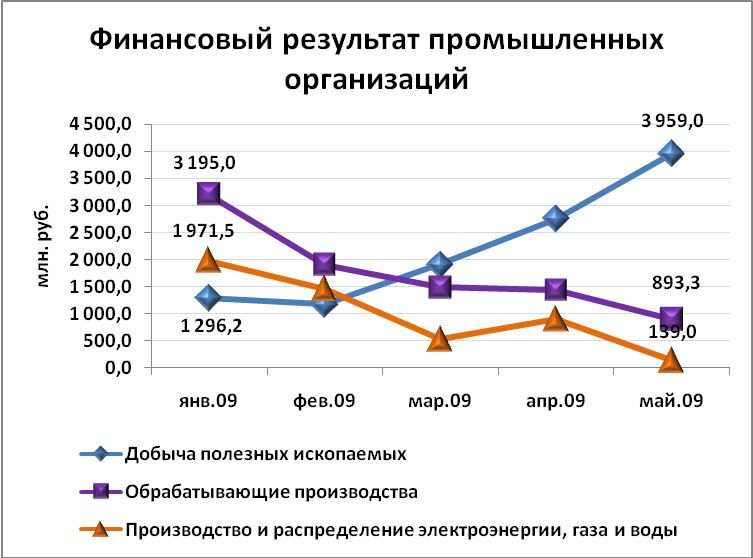 Финансовый результат промышленных
организаций
млн. руб.
4 500,0
4 000,0
3 500,0
3 000,0
2 500,0
2 000,0
1 500,0
1 000,0
500,0
0,0
3 959,0
3 195,0
1 971,5
1 296,2
893,3
139,0
янв.09 фев.09 мар.09 апр.09 май.09
Добыча полезных ископаемых
Обрабатывающие производства
Производство и распределение электроэнергии, газа и воды